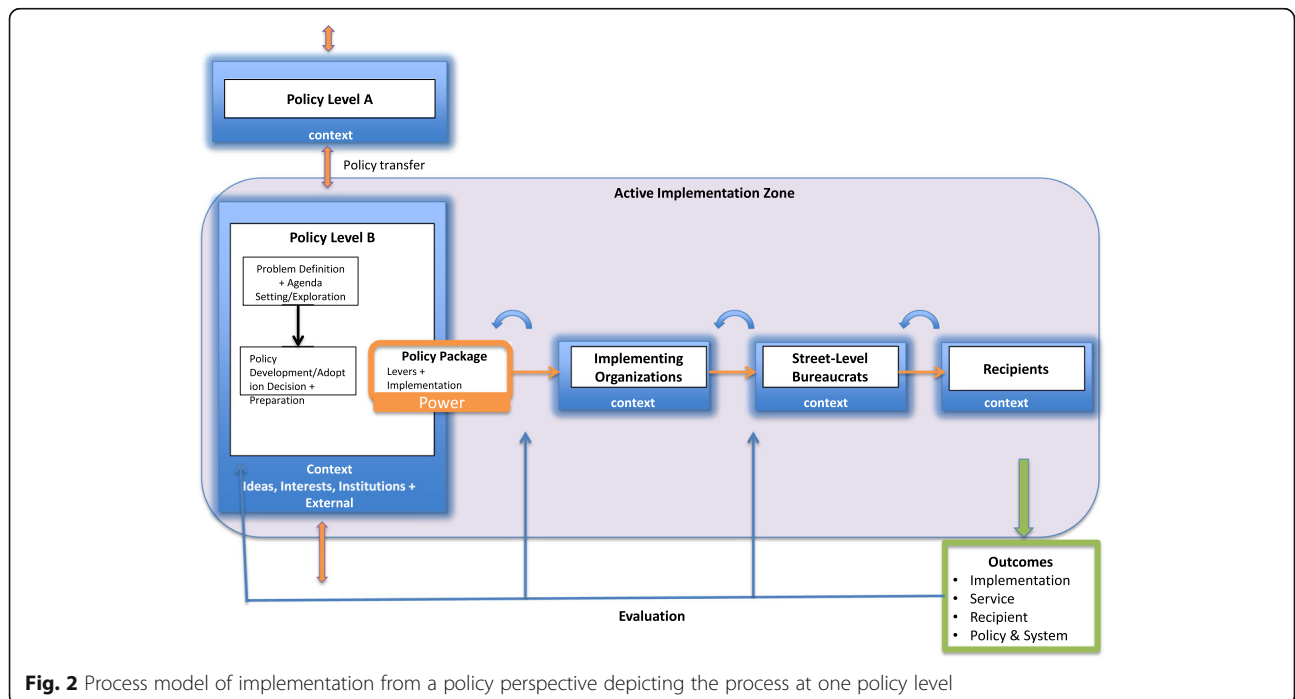 Policy Level A
context
Policy transfer
Active Implementation Zone
Policy Level B
Problem Definition
+ Agenda
Setting/Exploration
Policy
Development/Adopt
ion Decision +
Preparation
Policy Package
Levers +
Implementation
Power
Context
Ideas, Interests, Institutions +
External
Implementing
Organizations
context
Street-Level
Bureaucrats
context
Recipients
context
Outcomes
• Implementation
• Service
• Recipient
• Policy & System
Evaluation
Fig. 2 Process model of implementation from a policy perspective depicting the process at one policy level